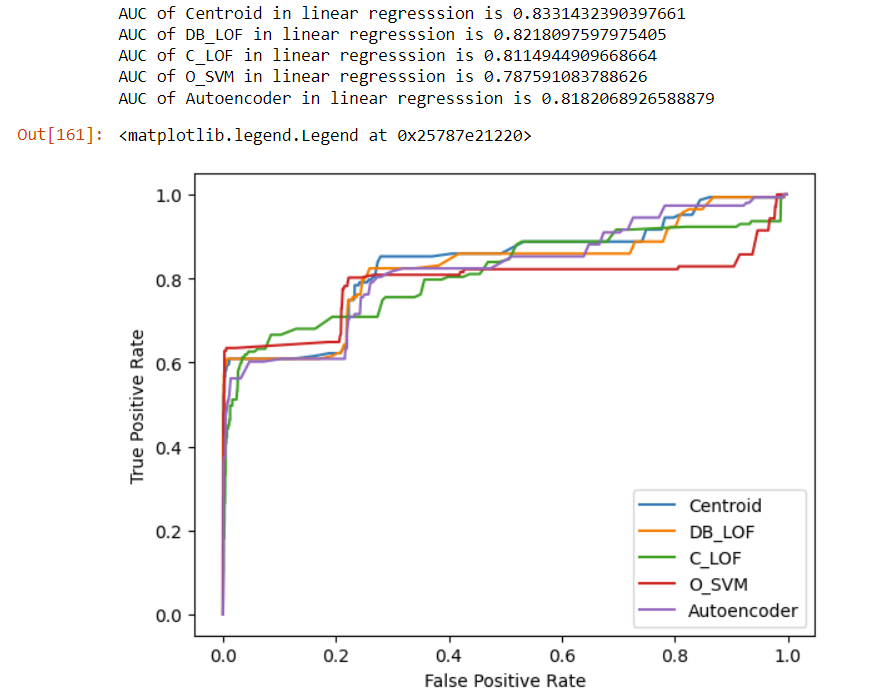 AUC of Centroid in linear regresssion is 0.8331432390397661
AUC of DB_LOF in linear regresssion is 0.8218097597975405
AUC of C_LOF in linear regresssion is 0.8114944909668664
AUC of O_SVM in linear regresssion is 0.787591083788626
AUC of Autoencoder in linear regresssion is 0.8182068926588879
Out[161]: <matplotlib.legend.Legend at 0x25787e21220>
1.0
0.8
0.6
0.4
0.2
0.0
True Positive Rate
Centroid
DB_LOF
C_LOF
O_SVM
Autoencoder
0.0 0.2 0.4 0.6 0.8 1.0
False Positive Rate